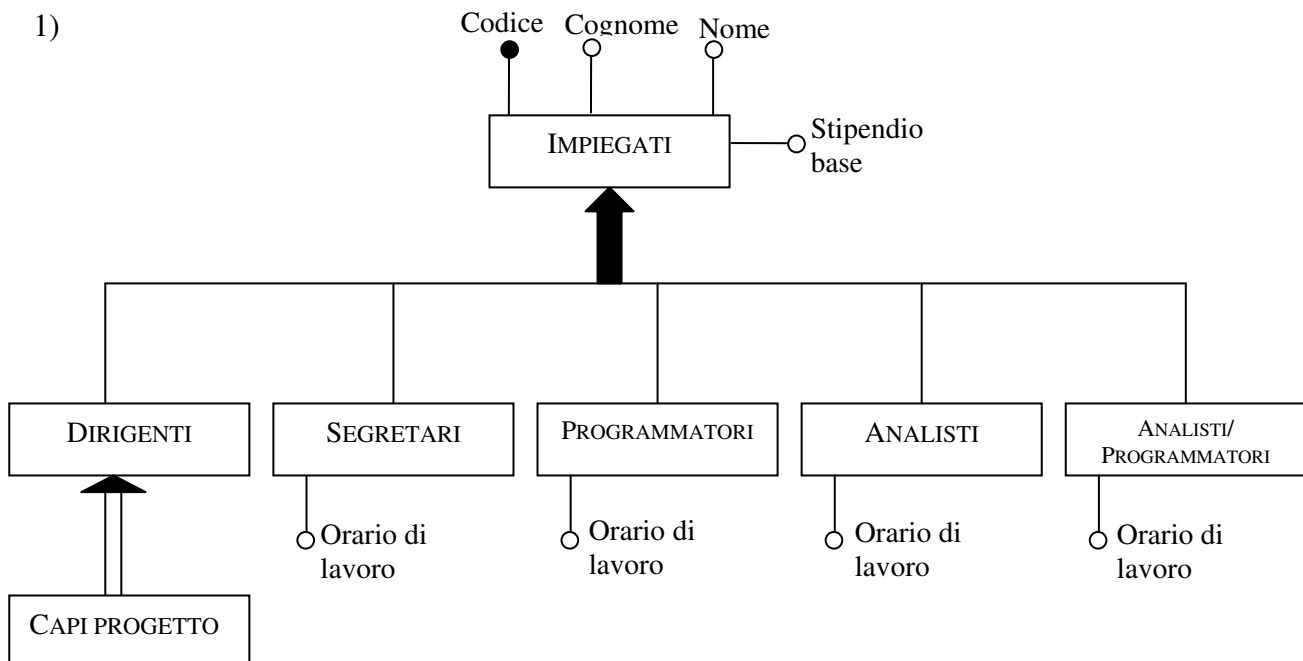 1)
Codice
Cognome
Nome
IMPIEGATI
Stipendio
base
DIRIGENTI
SEGRETARI
PROGRAMMATORI
ANALISTI
ANALISTI/
PROGRAMMATORI
Orario di
lavoro
Orario di
lavoro
Orario di
lavoro
Orario di
lavoro
CAPI PROGETTO